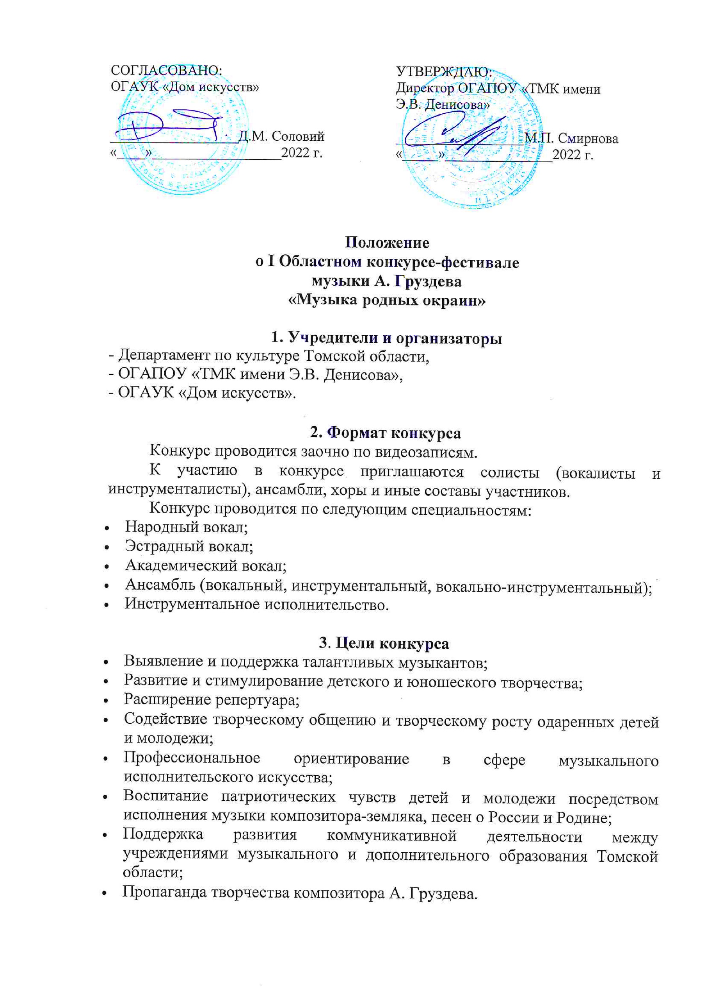 СОГЛАСОВАНО:
ОГАУК «Дом искусств»
__________________Д.М. Соловий
«____»__________________2022 г.
УТВЕРЖДАЮ:
Директор ОГАПОУ «ТМК имени
Э.В. Денисова»
__________________М.П. Смирнова
«_____»_______________2022 г.
Положение
о I Областном конкурсе-фестивале
музыки А. Груздева
«Музыка родных окраин»
1. Учредители и организаторы
- Департамент по культуре Томской области,
- ОГАПОУ «ТМК имени Э.В. Денисова»,
- ОГАУК «Дом искусств».
2. Формат конкурса
Конкурс проводится заочно по видеозаписям.
К участию в конкурсе приглашаются солисты (вокалисты и
инструменталисты), ансамбли, хоры и иные составы участников.
Конкурс проводится по следующим специальностям:
• Народный вокал;
• Эстрадный вокал;
• Академический вокал;
• Ансамбль (вокальный, инструментальный, вокально-инструментальный);
• Инструментальное исполнительство.
3. Цели конкурса
• Выявление и поддержка талантливых музыкантов;
• Развитие и стимулирование детского и юношеского творчества;
• Расширение репертуара;
• Содействие творческому общению и творческому росту одаренных детей
и молодежи;
• Профессиональное ориентирование в сфере музыкального
исполнительского искусства;
• Воспитание патриотических чувств детей и молодежи посредством
исполнения музыки композитора-земляка, песен о России и Родине;
• Поддержка развития коммуникативной деятельности между
учреждениями музыкального и дополнительного образования Томской
области;
• Пропаганда творчества композитора А. Груздева.